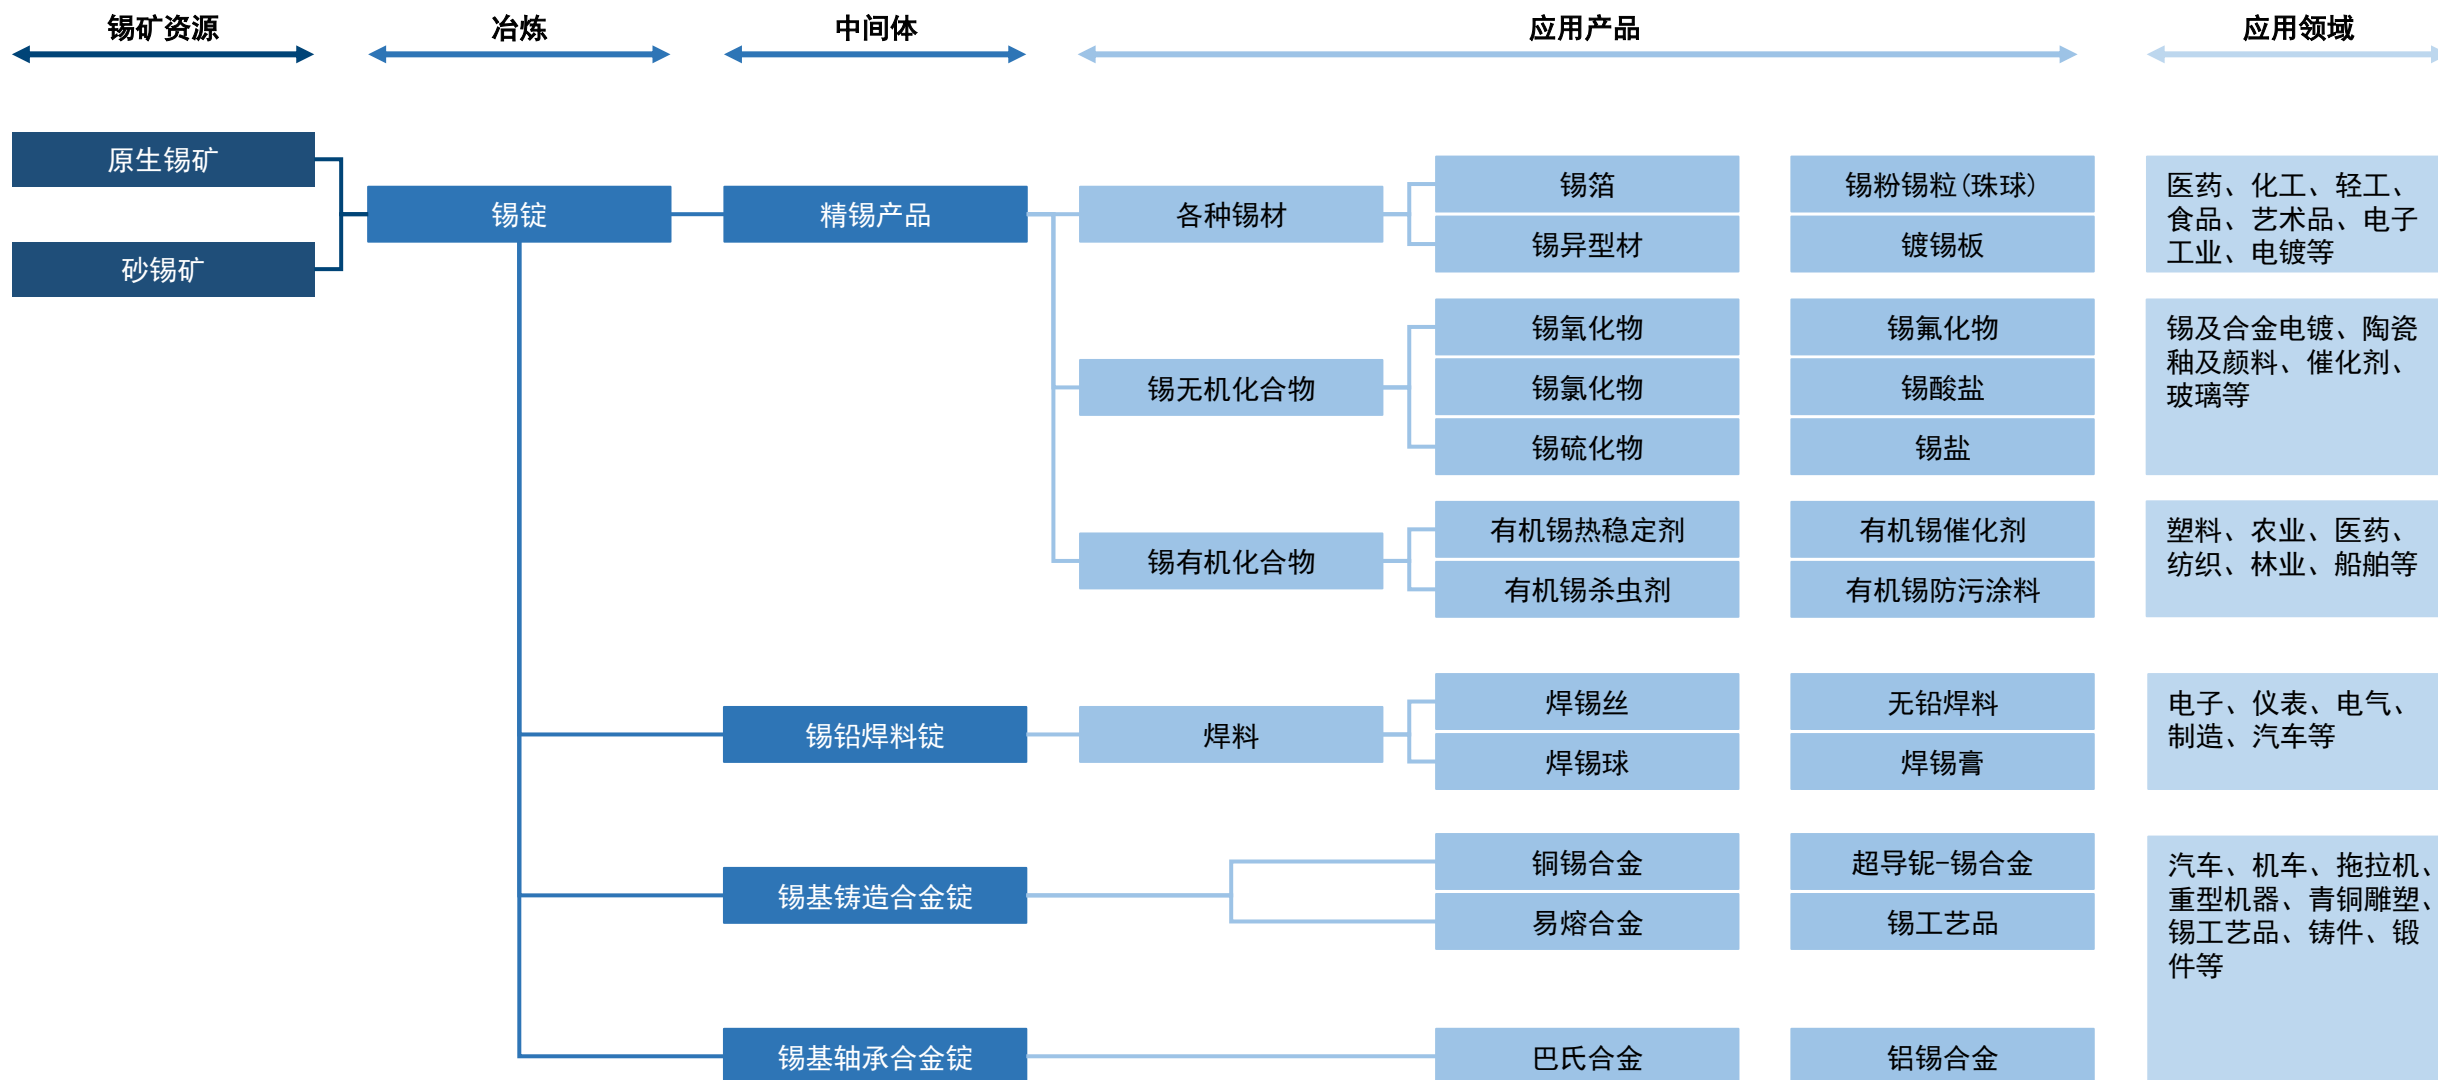 锡矿资源
冶炼
中间体
应用产品
应用领域
原生锡矿
砂锡矿
锡锭
精锡产品
各种锡材
锡箔
锡粉锡粒(珠球)
锡异型材
镀锡板
医药、化工、轻工、
食品、艺术品、电子
工业、电镀等
锡无机化合物
锡氧化物
锡氟化物
锡氯化物
锡酸盐
锡硫化物
锡盐
锡及合金电镀、陶瓷
釉及颜料、催化剂、
玻璃等
锡有机化合物
有机锡热稳定剂
有机锡催化剂
有机锡杀虫剂
有机锡防污涂料
塑料、农业、医药、
纺织、林业、船舶等
锡铅焊料锭
焊料
焊锡丝
无铅焊料
焊锡球
焊锡膏
电子、仪表、电气、
制造、汽车等
锡基铸造合金锭
铜锡合金
超导铌-锡合金
易熔合金
锡工艺品
汽车、机车、拖拉机、
重型机器、青铜雕塑、
锡工艺品、铸件、锻
件等
锡基轴承合金锭
巴氏合金
铝锡合金